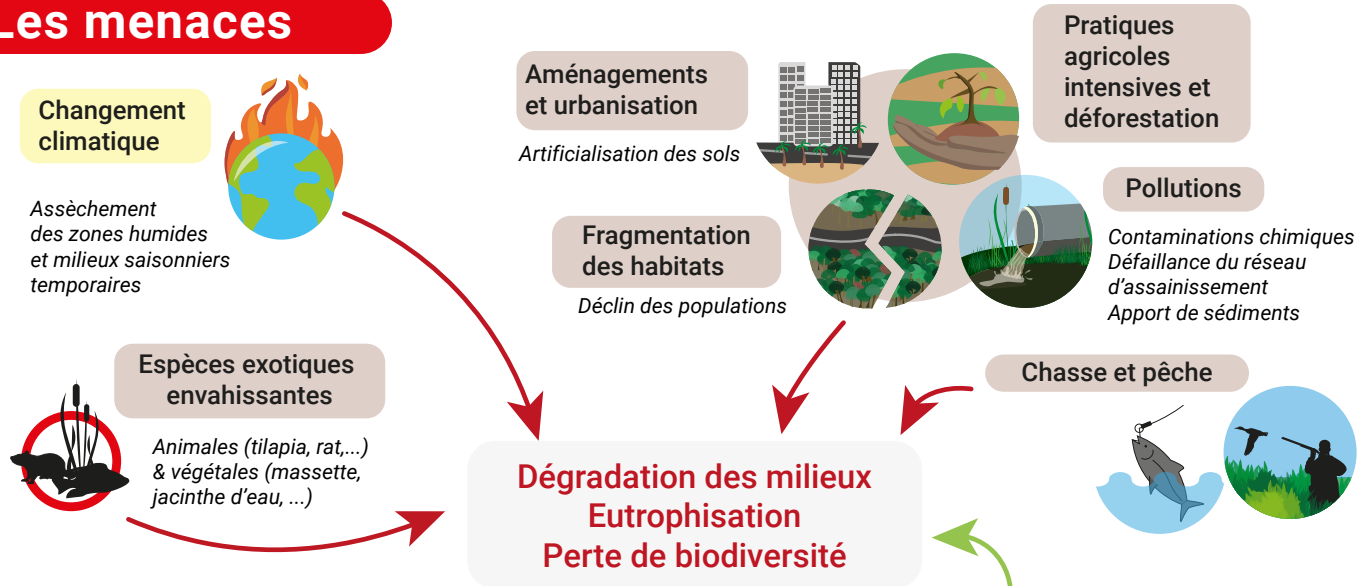 Les menaces
Changement
climatique
Assèchement
des zones humides
et milieux saisonniers
temporaires
Aménagements
et urbanisation
Artificialisation des sols
Pratiques
agricoles
intensives et
déforestation
Fragmentation
des habitats
Déclin des populations
Pollutions
Contaminations chimiques
Défaillance du réseau
d'assainissement
Apport de sédiments
Espèces exotiques
envahissantes
Animales (tilapia, rat,...)
& végétales (massette,
jacinthe d'eau, ...)
Chasse et pêche
Dégradation des milieux
Eutrophisation
Perte de biodiversité